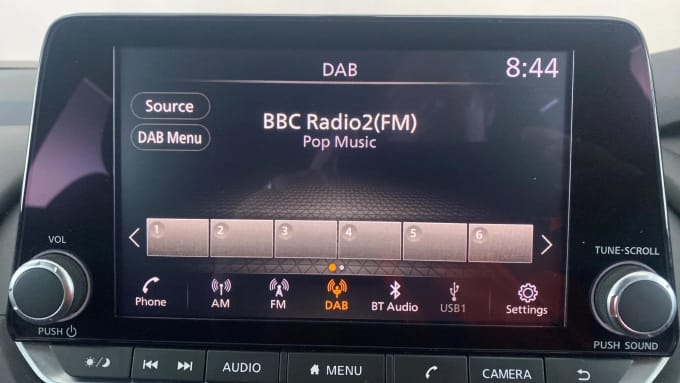 DAB
8:44
Source
DAB Menu
BBC Radio2(FM)
Pop Music
1 2 3 4 5 6
VOL
TUNE·SCROLL
Phone AM FM DAB BT Audio USB1 Settings
PUSH
PUSH SOUND
AUDIO MENU CAMERA